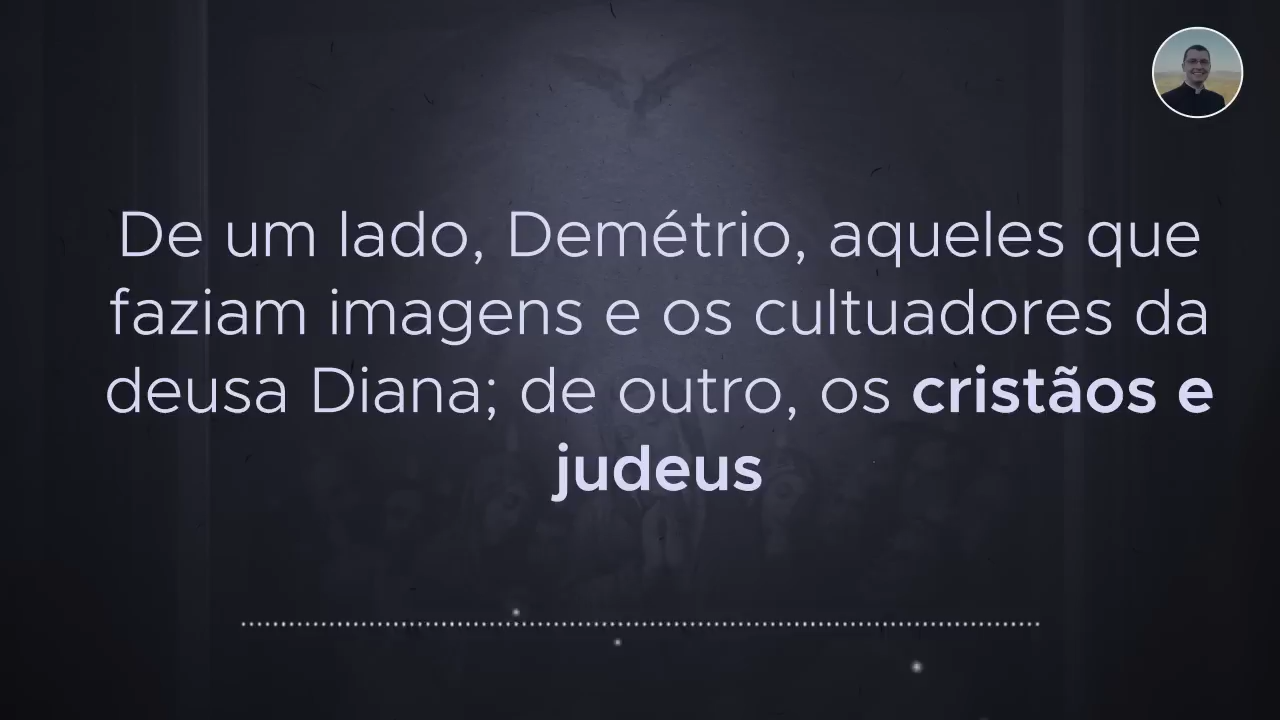 De um lado, Demétrio, aqueles que
faziam imagens e os cultuadores da
deusa Diana; de outro, os cristãos e
judeus